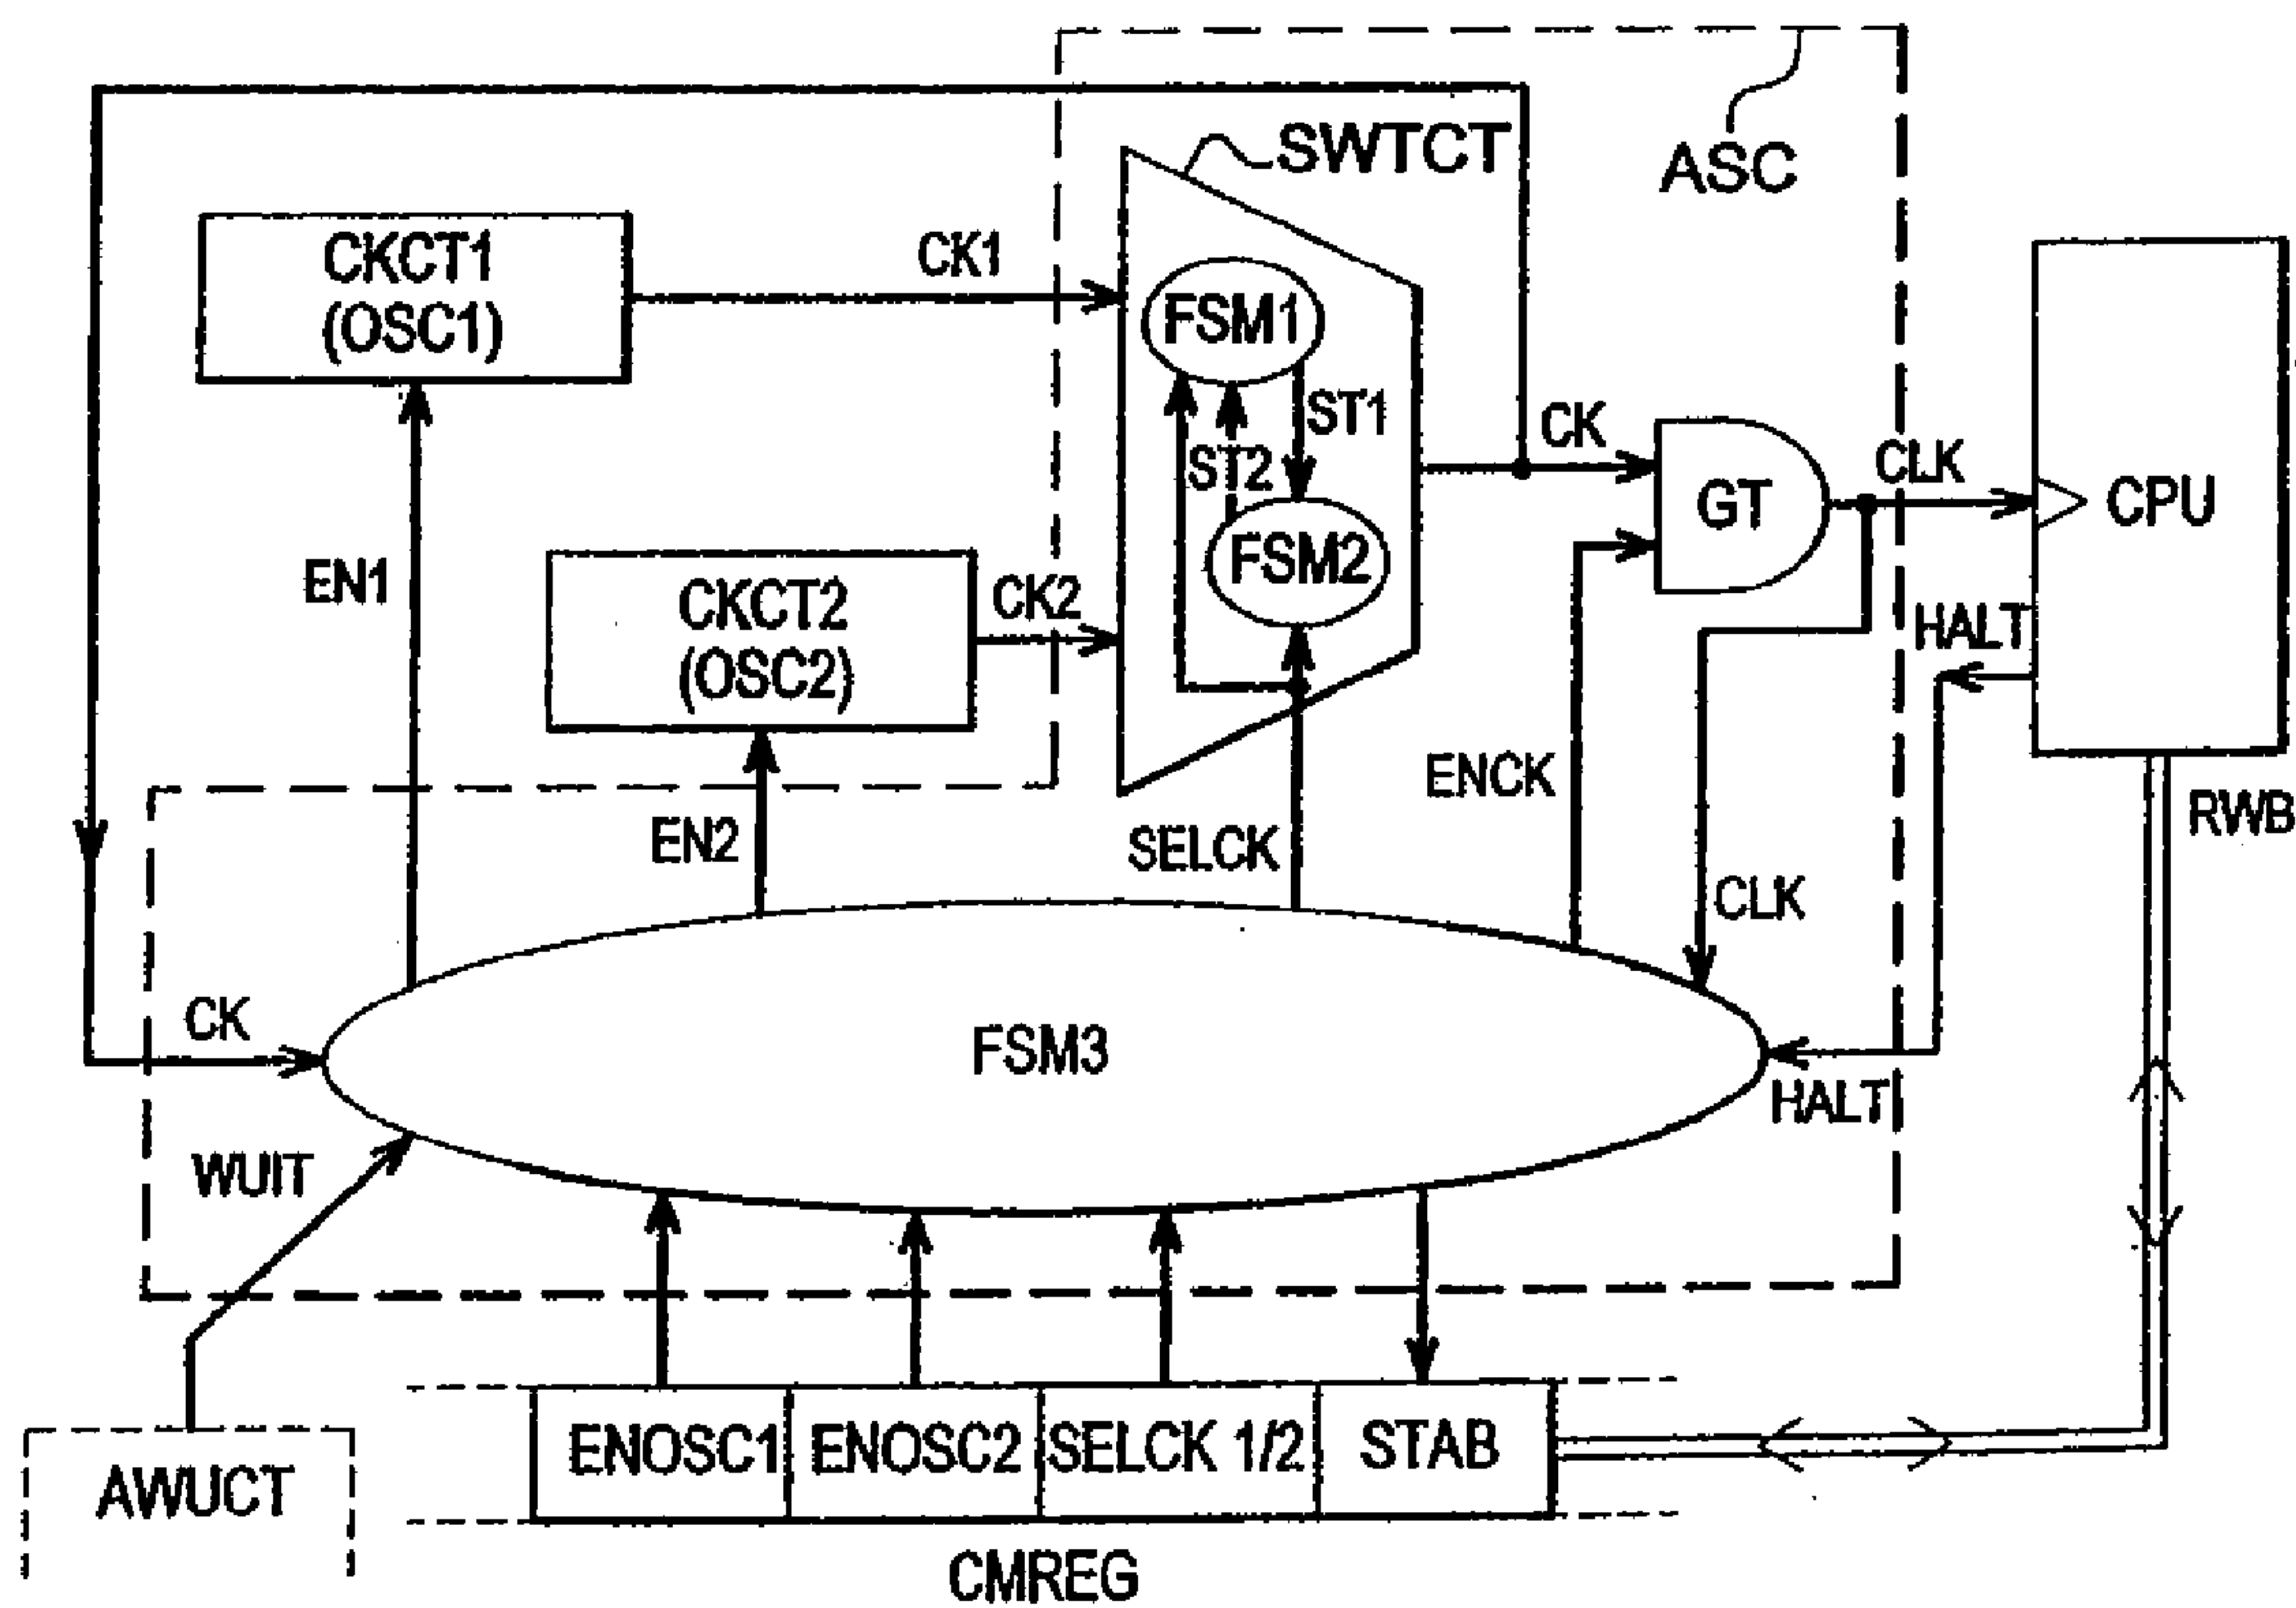 SWTCT
ASC
CKCT1
(OSC1)
CK1
FSM1
ST1
ST2
CK
CLK
GT
CPU
FSM2
EN1
CKCT2
(OSC2)
CK2
HALT
ENCK
RWB
EN2
SELCK
CLK
CK
FSM3
HALT
WUIT
ENOSC1
ENOSC2
SELCK 1/2
STAB
AWUCT
CMREG